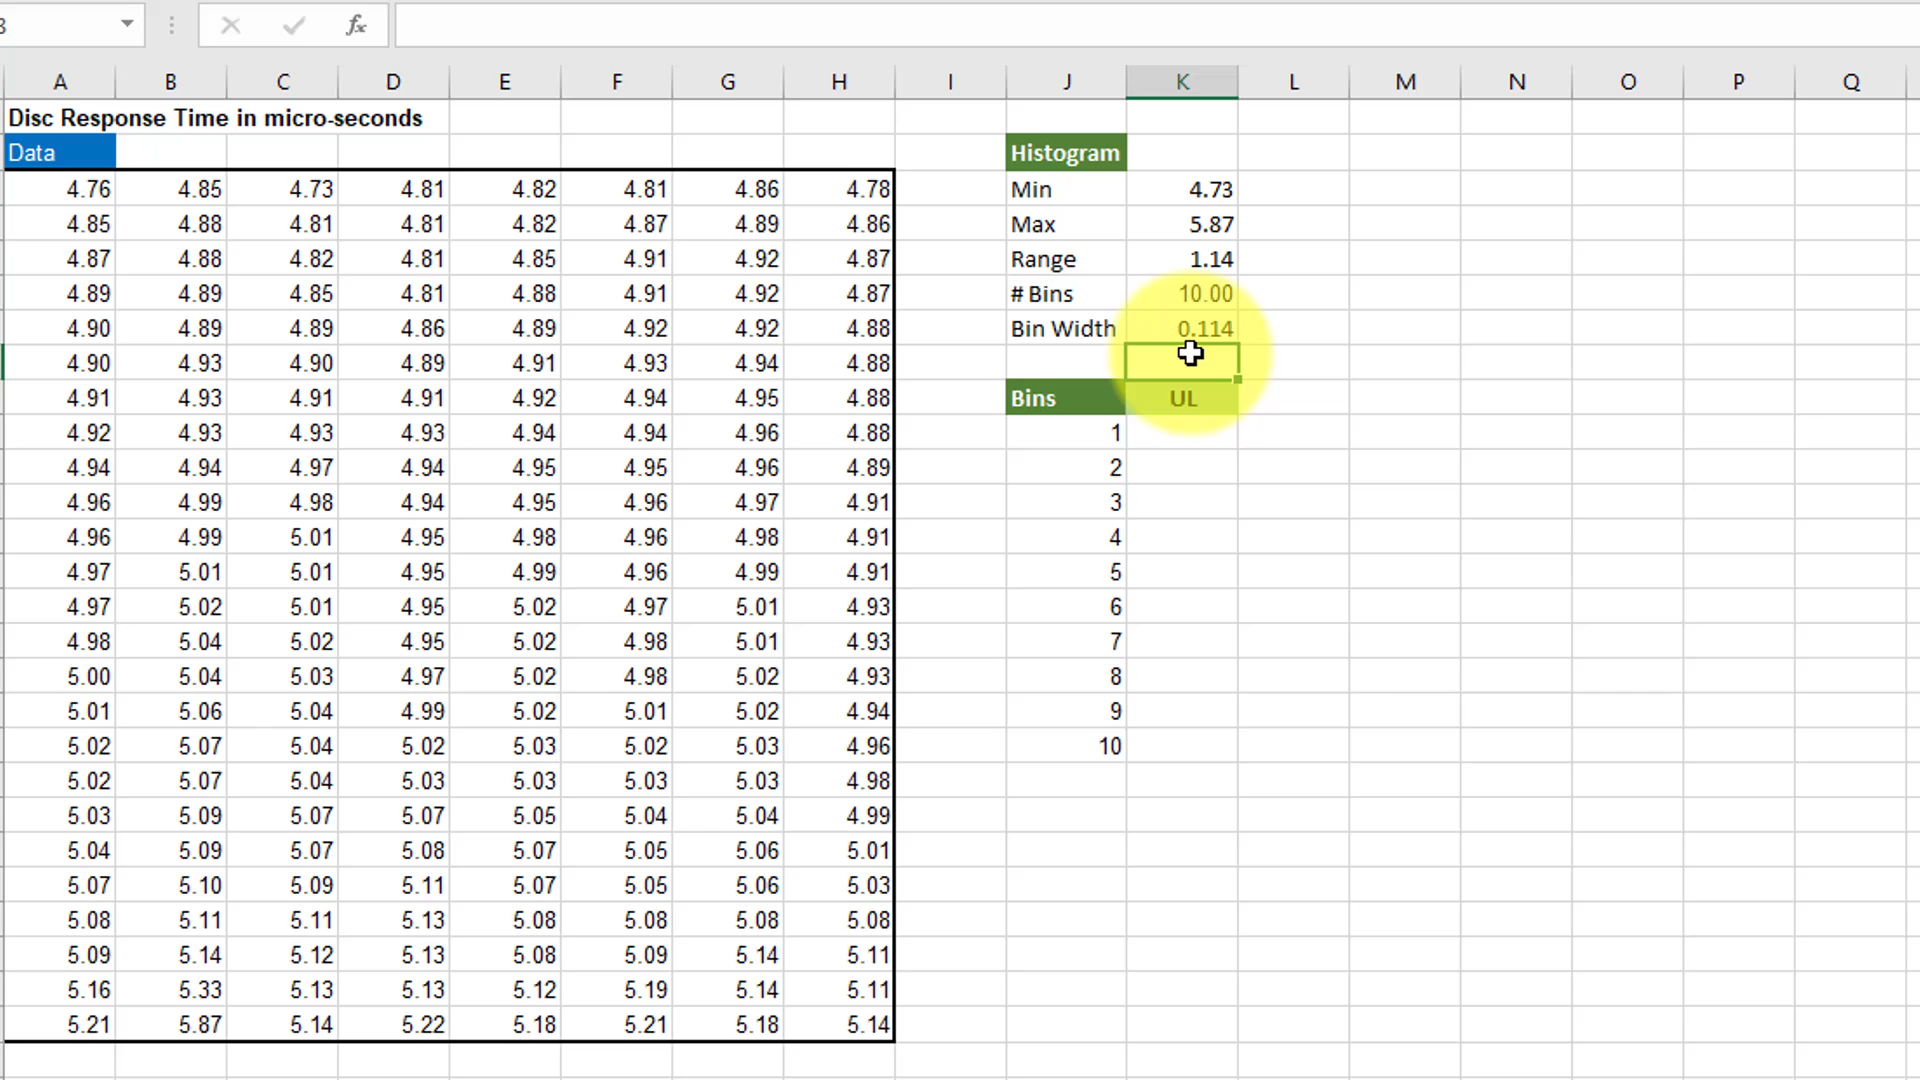 3 fx
A B C D E F G H I J K L M N O P Q
Disc Response Time in micro-seconds
Data Histogram
4.76 4.85 4.73 4.81 4.82 4.81 4.86 4.78 Min 4.73
4.85 4.88 4.81 4.81 4.82 4.87 4.89 4.86 Max 5.87
4.87 4.88 4.82 4.81 4.85 4.91 4.92 4.87 Range 1.14
4.89 4.89 4.85 4.81 4.88 4.91 4.92 4.87 # Bins 10.00
4.90 4.89 4.89 4.86 4.89 4.92 4.92 4.88 Bin Width 0.114
4.90 4.93 4.90 4.89 4.91 4.93 4.94 4.88
4.91 4.93 4.91 4.91 4.92 4.94 4.95 4.88 Bins UL
4.92 4.93 4.93 4.93 4.94 4.94 4.96 4.88 1
4.94 4.94 4.97 4.94 4.95 4.95 4.96 4.89 2
4.96 4.99 4.98 4.94 4.95 4.96 4.97 4.91 3
4.96 4.99 5.01 4.95 4.98 4.96 4.98 4.91 4
4.97 5.01 5.01 4.95 4.99 4.96 4.99 4.91 5
4.97 5.02 5.01 4.95 5.02 4.97 5.01 4.93 6
4.98 5.04 5.02 4.95 5.02 4.98 5.01 4.93 7
5.00 5.04 5.03 4.97 5.02 4.98 5.02 4.93 8
5.01 5.06 5.04 4.99 5.02 5.01 5.02 4.94 9
5.02 5.07 5.04 5.02 5.03 5.02 5.03 4.96 10
5.02 5.07 5.04 5.03 5.03 5.03 5.03 4.98
5.03 5.09 5.07 5.07 5.05 5.04 5.04 4.99
5.04 5.09 5.07 5.08 5.07 5.05 5.06 5.01
5.07 5.10 5.09 5.11 5.07 5.05 5.06 5.03
5.08 5.11 5.11 5.13 5.08 5.08 5.08 5.08
5.09 5.14 5.12 5.13 5.08 5.09 5.14 5.11
5.16 5.33 5.13 5.13 5.12 5.19 5.14 5.11
5.21 5.87 5.14 5.22 5.18 5.21 5.18 5.14